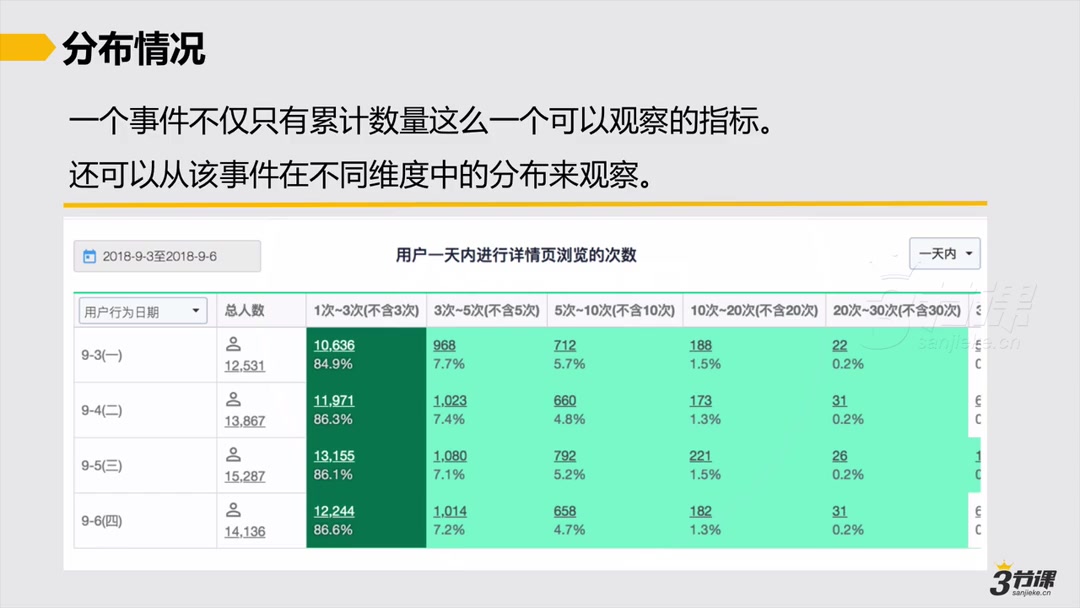 分布情况
一个事件不仅只有累计数量这么一个可以观察的指标。
还可以从该事件在不同维度中的分布来观察。
2018-9-3至2018-9-6 用户一天内进行详情页浏览的次数 一天内
用户行为日期 总人数 1次~3次(不含3次) 3次~5次(不含5次) 5次~10次(不含10次) 10次~20次(不含20次) 20次~30次(不含30次)
9-3(一) 12,531 10,636 968 712 188 22
84.9% 7.7% 5.7% 1.5% 0.2%
9-4(二) 13,867 11,971 1,023 660 173 31
86.3% 7.4% 4.8% 1.3% 0.2%
9-5(三) 15,287 13,155 1,080 792 221 26
86.1% 7.1% 5.2% 1.5% 0.2%
9-6(四) 14,136 12,244 1,014 658 182 31
86.6% 7.2% 4.7% 1.3% 0.2%
3节课
sanjieke.cn
3节课
sanjieke.cn